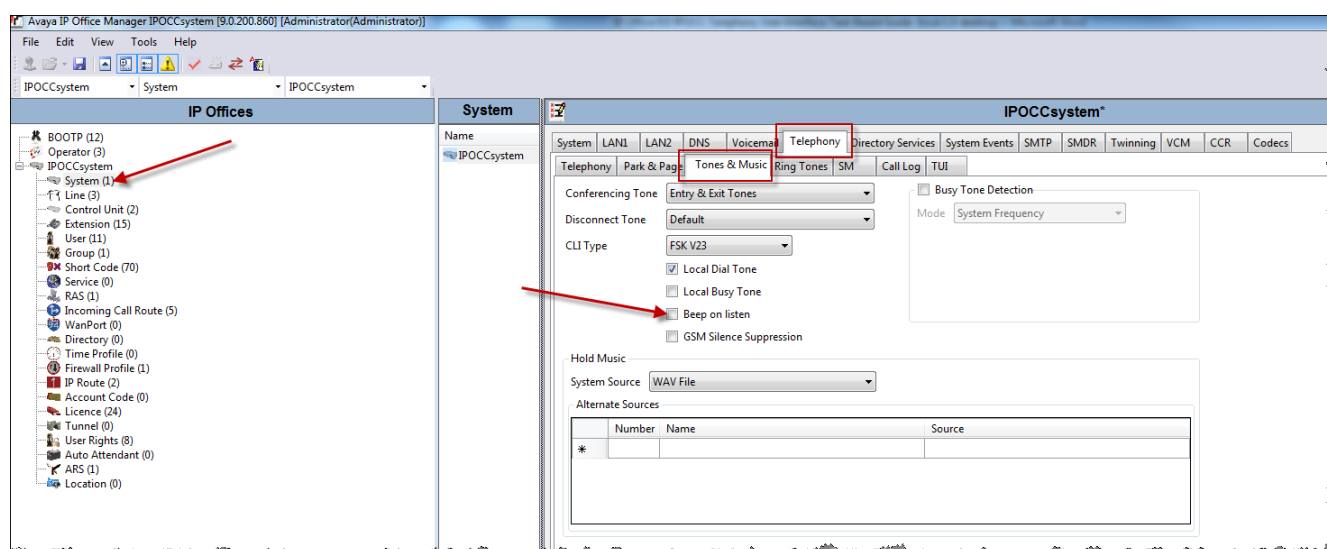 Avaya IP Office Manager IPOCCsystem [9.0.200.860] [Administrator(Administrator)]
File Edit View Tools Help
IPOCCsystem System IPOCCsystem
IP Offices
BOOTP (12)
Operator (3)
IPOCCsystem
System (1)
Line (3)
Control Unit (2)
Extension (15)
User (11)
Group (1)
Short Code (70)
Service (0)
RAS (1)
Incoming Call Route (5)
WanPort (0)
Directory (0)
Time Profile (0)
Firewall Profile (1)
IP Route (2)
Account Code (0)
Licence (24)
Tunnel (0)
User Rights (8)
Auto Attendant (0)
ARS (1)
Location (0)
System
Name
IPOCCsystem
IPOCCsystem*
System LAN1 LAN2 DNS Voicemail Telephony Directory Services System Events SMTP SMDR Twinning VCM CCR Codecs
Telephony Park & Page Tones & Music Ring Tones SM Call Log TUI
Conferencing Tone Entry & Exit Tones
Disconnect Tone Default
CLI Type FSK V23
Local Dial Tone
Local Busy Tone
Beep on listen
GSM Silence Suppression
Busy Tone Detection
Mode System Frequency
Hold Music
System Source WAV File
Alternate Sources
Number Name Source